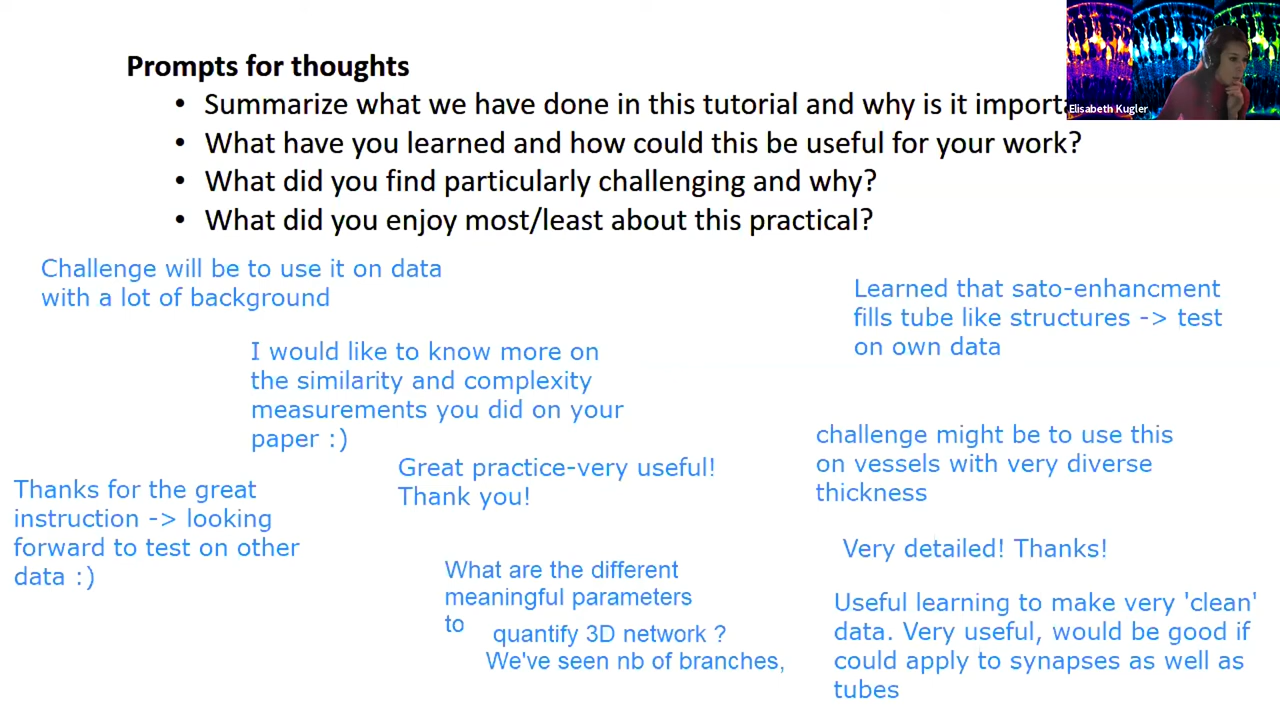 Prompts for thoughts
• Summarize what we have done in this tutorial and why is it
Elisabeth Kugler
• What have you learned and how could this be useful for your work?
• What did you find particularly challenging and why?
• What did you enjoy most/least about this practical?
Challenge will be to use it on data
with a lot of background
Learned that sato-enhancment
fills tube like structures -> test
on own data
I would like to know more on
the similarity and complexity
measurements you did on your
paper :)
challenge might be to use this
on vessels with very diverse
thickness
Great practice-very useful!
Thank you!
Thanks for the great
instruction -> looking
forward to test on other
data :)
Very detailed! Thanks!
What are the different
meaningful parameters
to
quantify 3D network ?
We've seen nb of branches,
Useful learning to make very 'clean'
data. Very useful, would be good if
could apply to synapses as well as
tubes